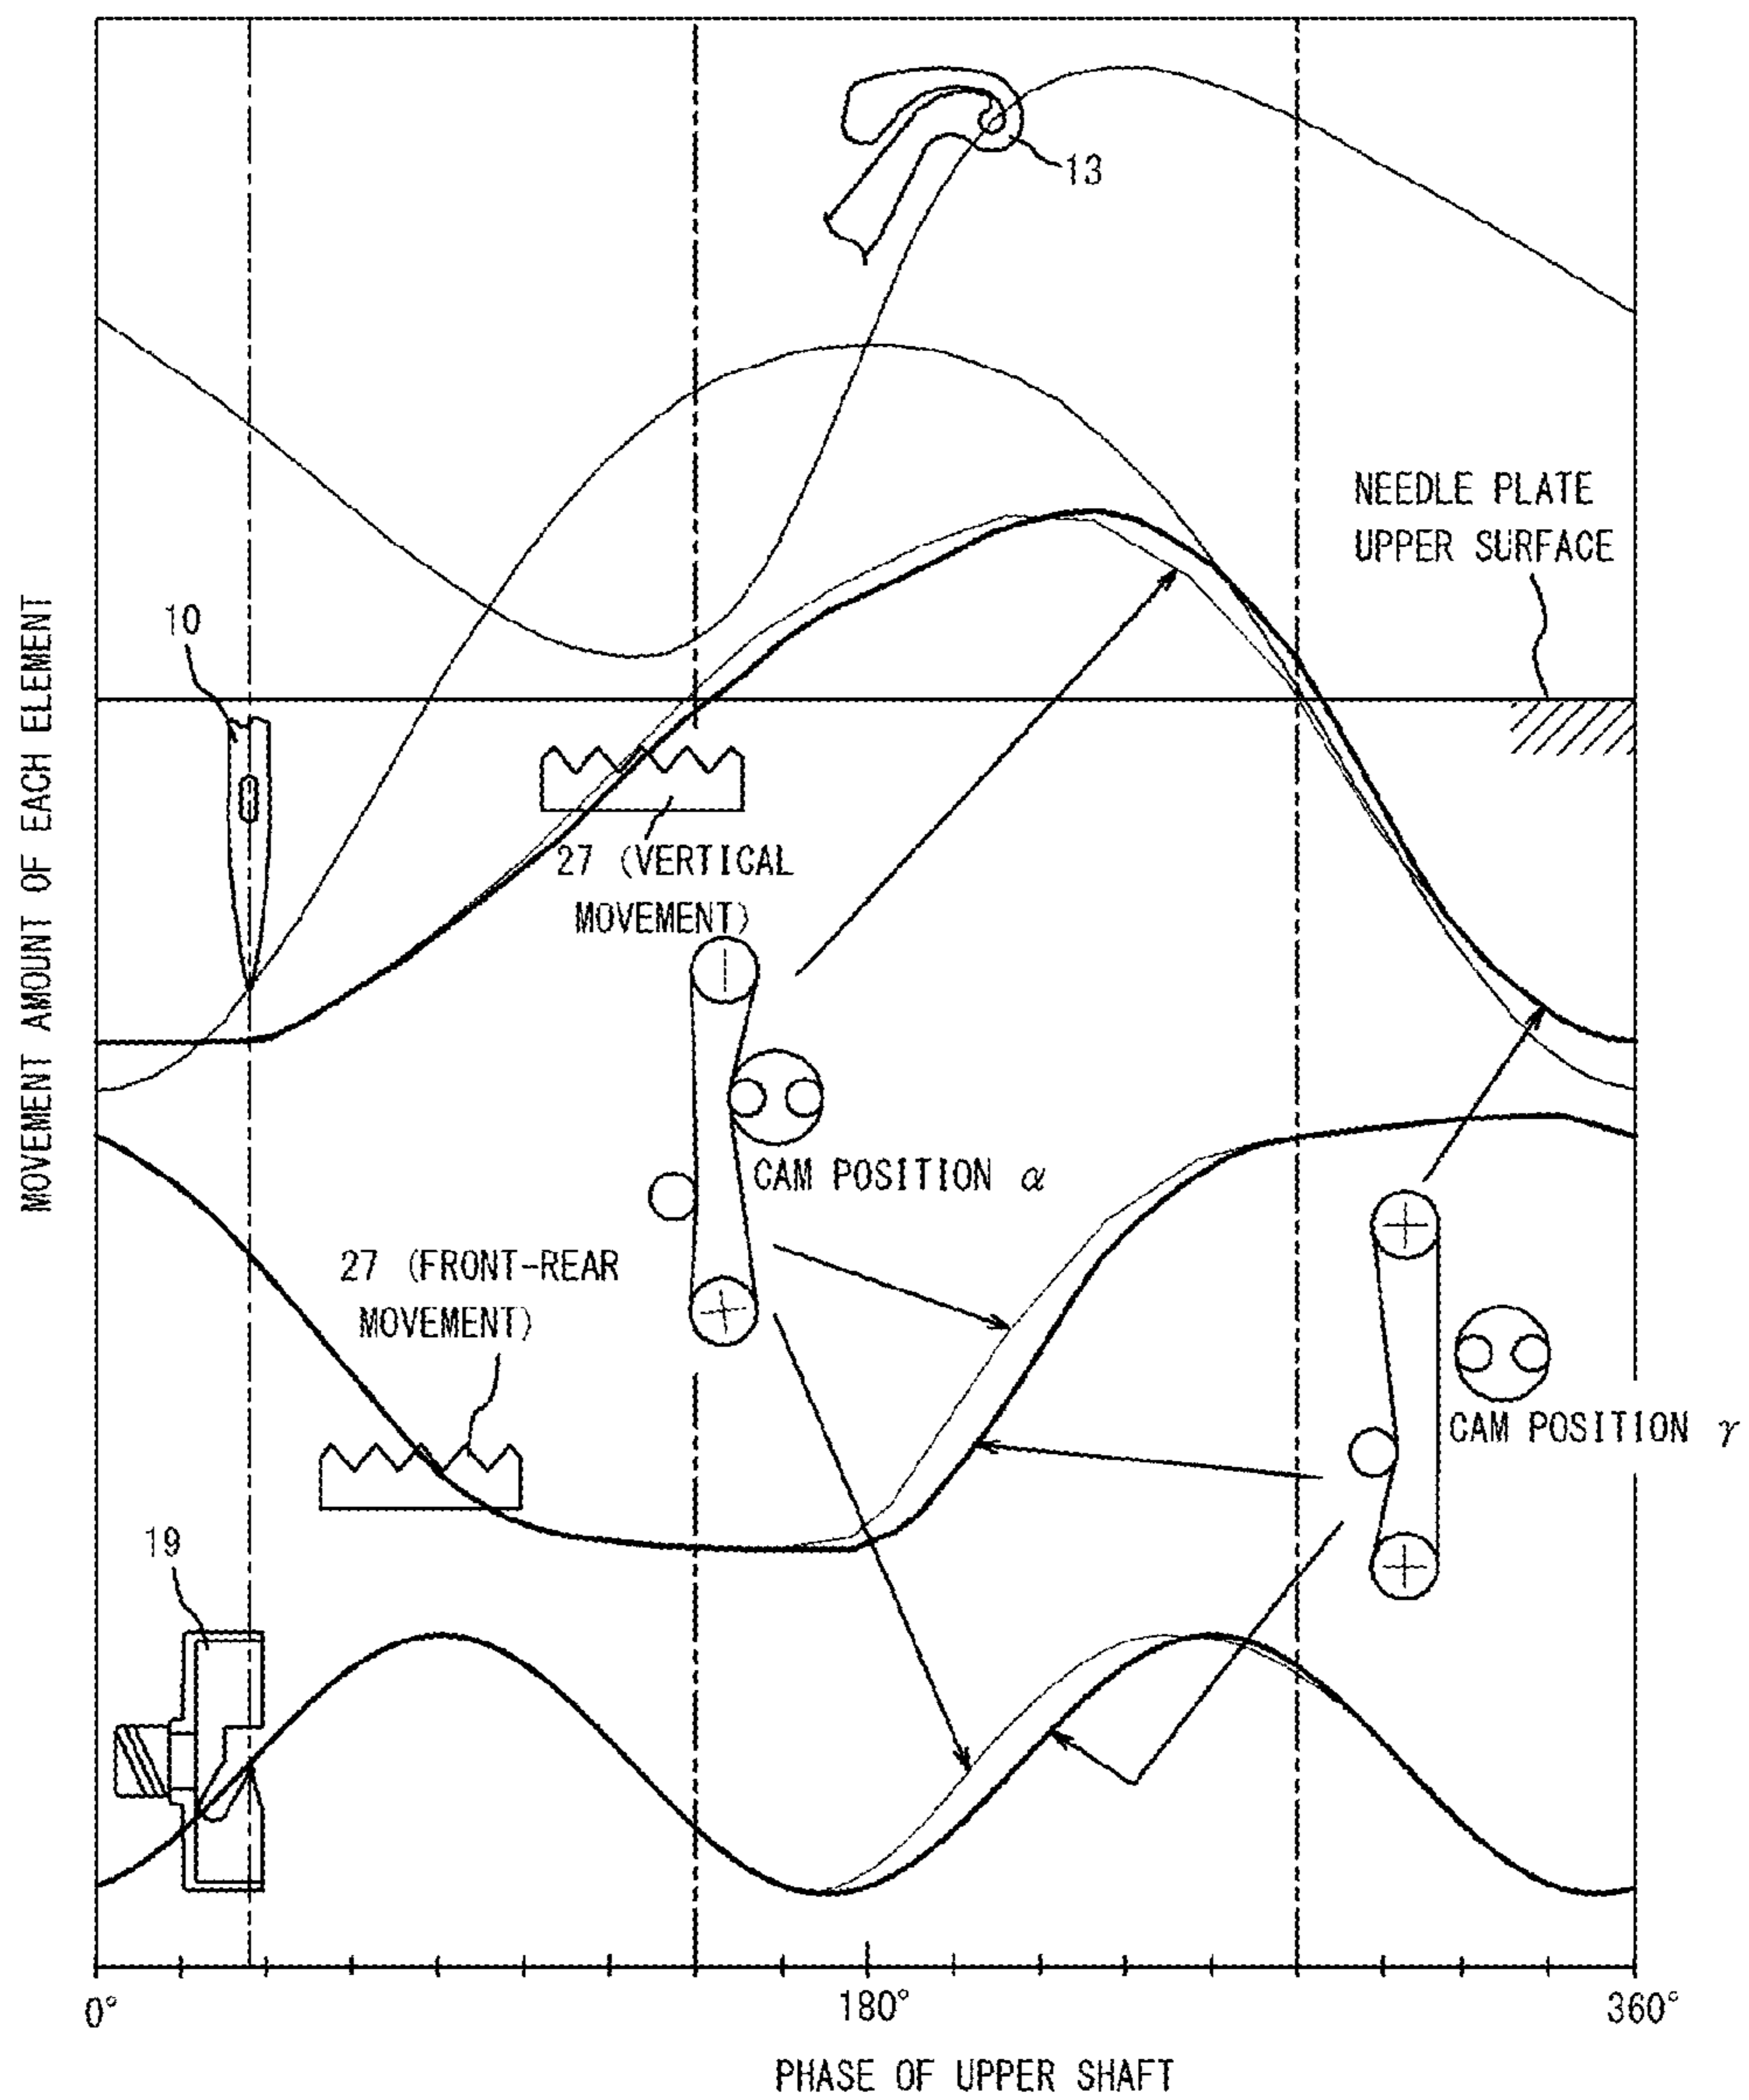 13
NEEDLE PLATE
UPPER SURFACE
10
MOVEMENT AMOUNT OF EACH ELEMENT
27 (VERTICAL
MOVEMENT)
CAM POSITION α
27 (FRONT-REAR
MOVEMENT)
CAM POSITION γ
19
0°
180°
360°
PHASE OF UPPER SHAFT